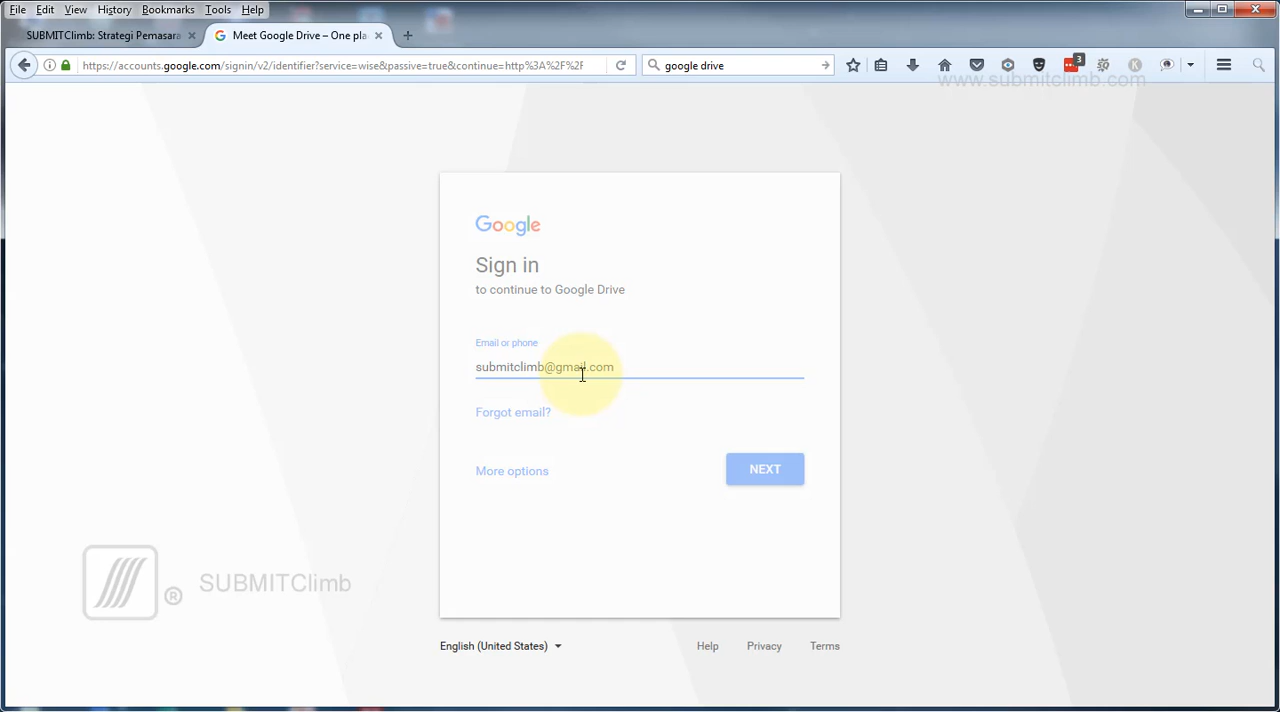 File Edit View History Bookmarks Tools Help
SUBMITClimb: Strategi Pemasara
Meet Google Drive – One pla
https://accounts.google.com/signin/v2/identifier?service=wise&passive=true&continue=http%3A%2F%2F
google drive
3
www.submitclimb.com
Google
Sign in
to continue to Google Drive
Email or phone
submitclimb@gmail.com
Forgot email?
More options
NEXT
® SUBMITClimb
English (United States)
Help Privacy Terms